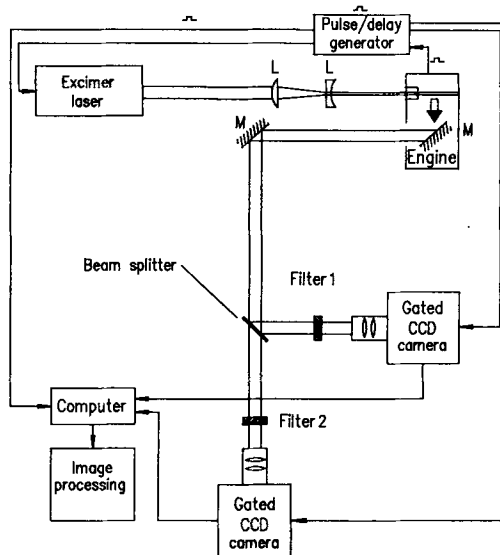 Pulse/delay
generator
Excimer
laser
L
L
M
M
Engine
Beam splitter
Filter 1
Gated
CCD
camera
Computer
Filter 2
Image
processing
Gated
CCD
camera